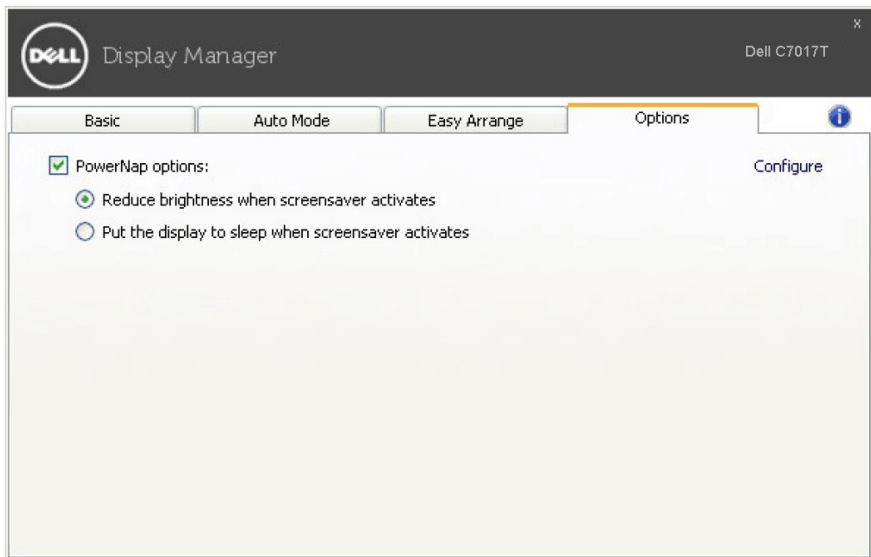 x
DELL Display Manager
Dell C7017T
Basic Auto Mode Easy Arrange Options i
PowerNap options: Configure
Reduce brightness when screensaver activates
Put the display to sleep when screensaver activates